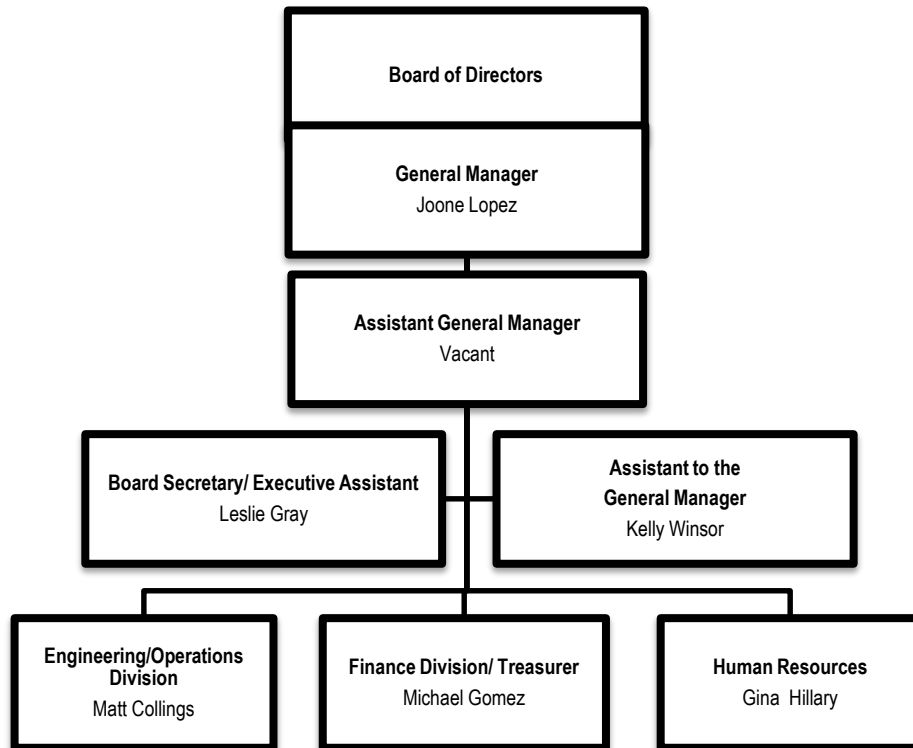 Board of Directors
General Manager
Joone Lopez
Assistant General Manager
Vacant
Board Secretary/ Executive Assistant
Leslie Gray
Assistant to the
General Manager
Kelly Winsor
Engineering/Operations
Division
Matt Collings
Finance Division/ Treasurer
Michael Gomez
Human Resources
Gina Hillary